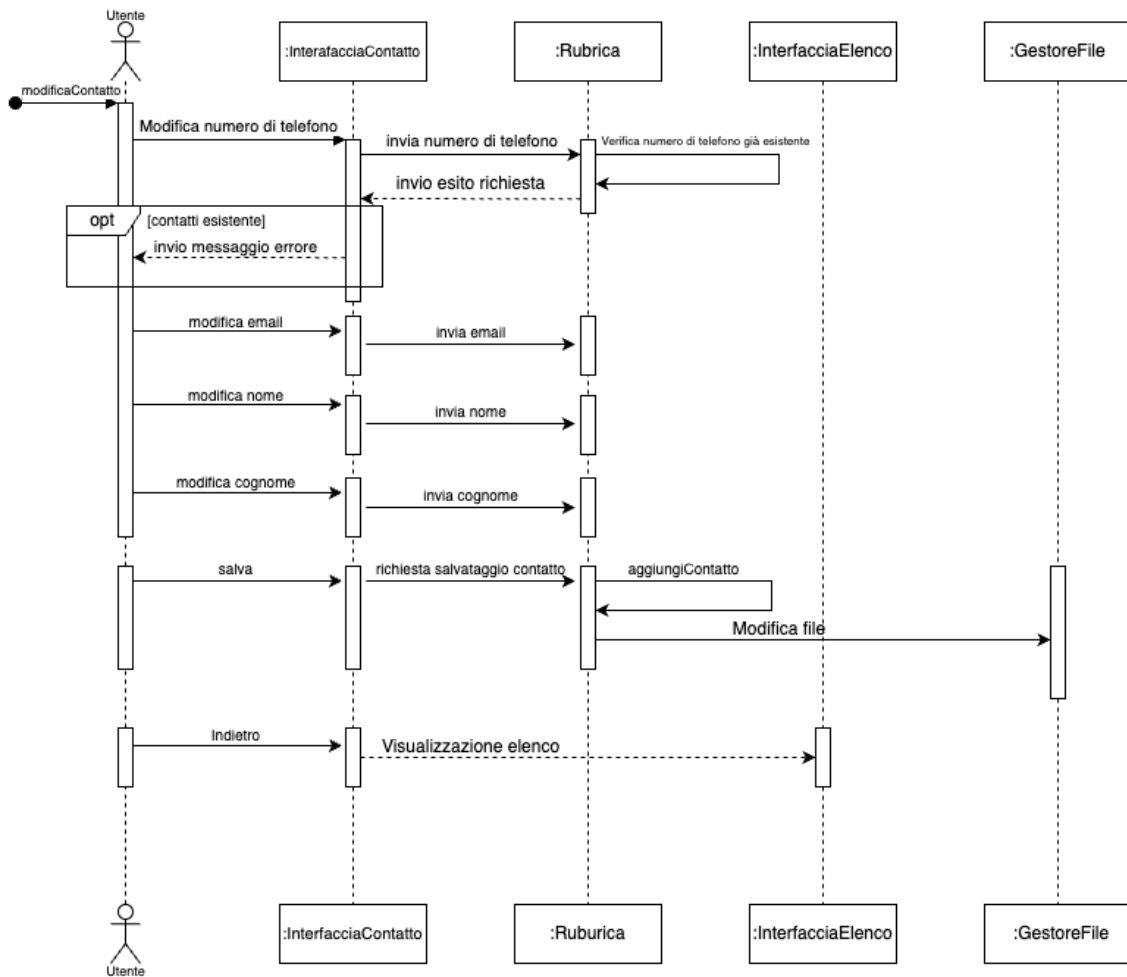 Utente
:InterafacciaContatto
:Rubrica
:InterfacciaElenco
:GestoreFile
modificaContatto
Modifica numero di telefono
invia numero di telefono
Verifica numero di telefono già esistente
invio esito richiesta
opt
[contatti esistente]
invio messaggio errore
modifica email
invia email
modifica nome
invia nome
modifica cognome
invia cognome
salva
richiesta salvataggio contatto
aggiungiContatto
Modifica file
Indietro
Visualizzazione elenco
:InterfacciaContatto
:Ruburica
:InterfacciaElenco
:GestoreFile
Utente